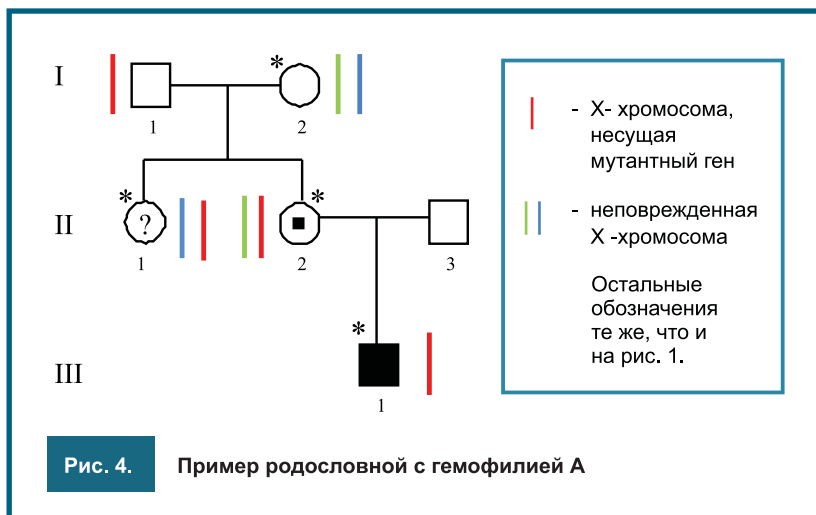 I
*
1
2
- X- хромосома,
несущая
мутантный ген
- неповрежденная
X -хромосома
Остальные
обозначения
те же, что и
на рис. 1.
II
*
?
*
1
2
3
III
*
1
Рис. 4.
Пример родословной с гемофилией А